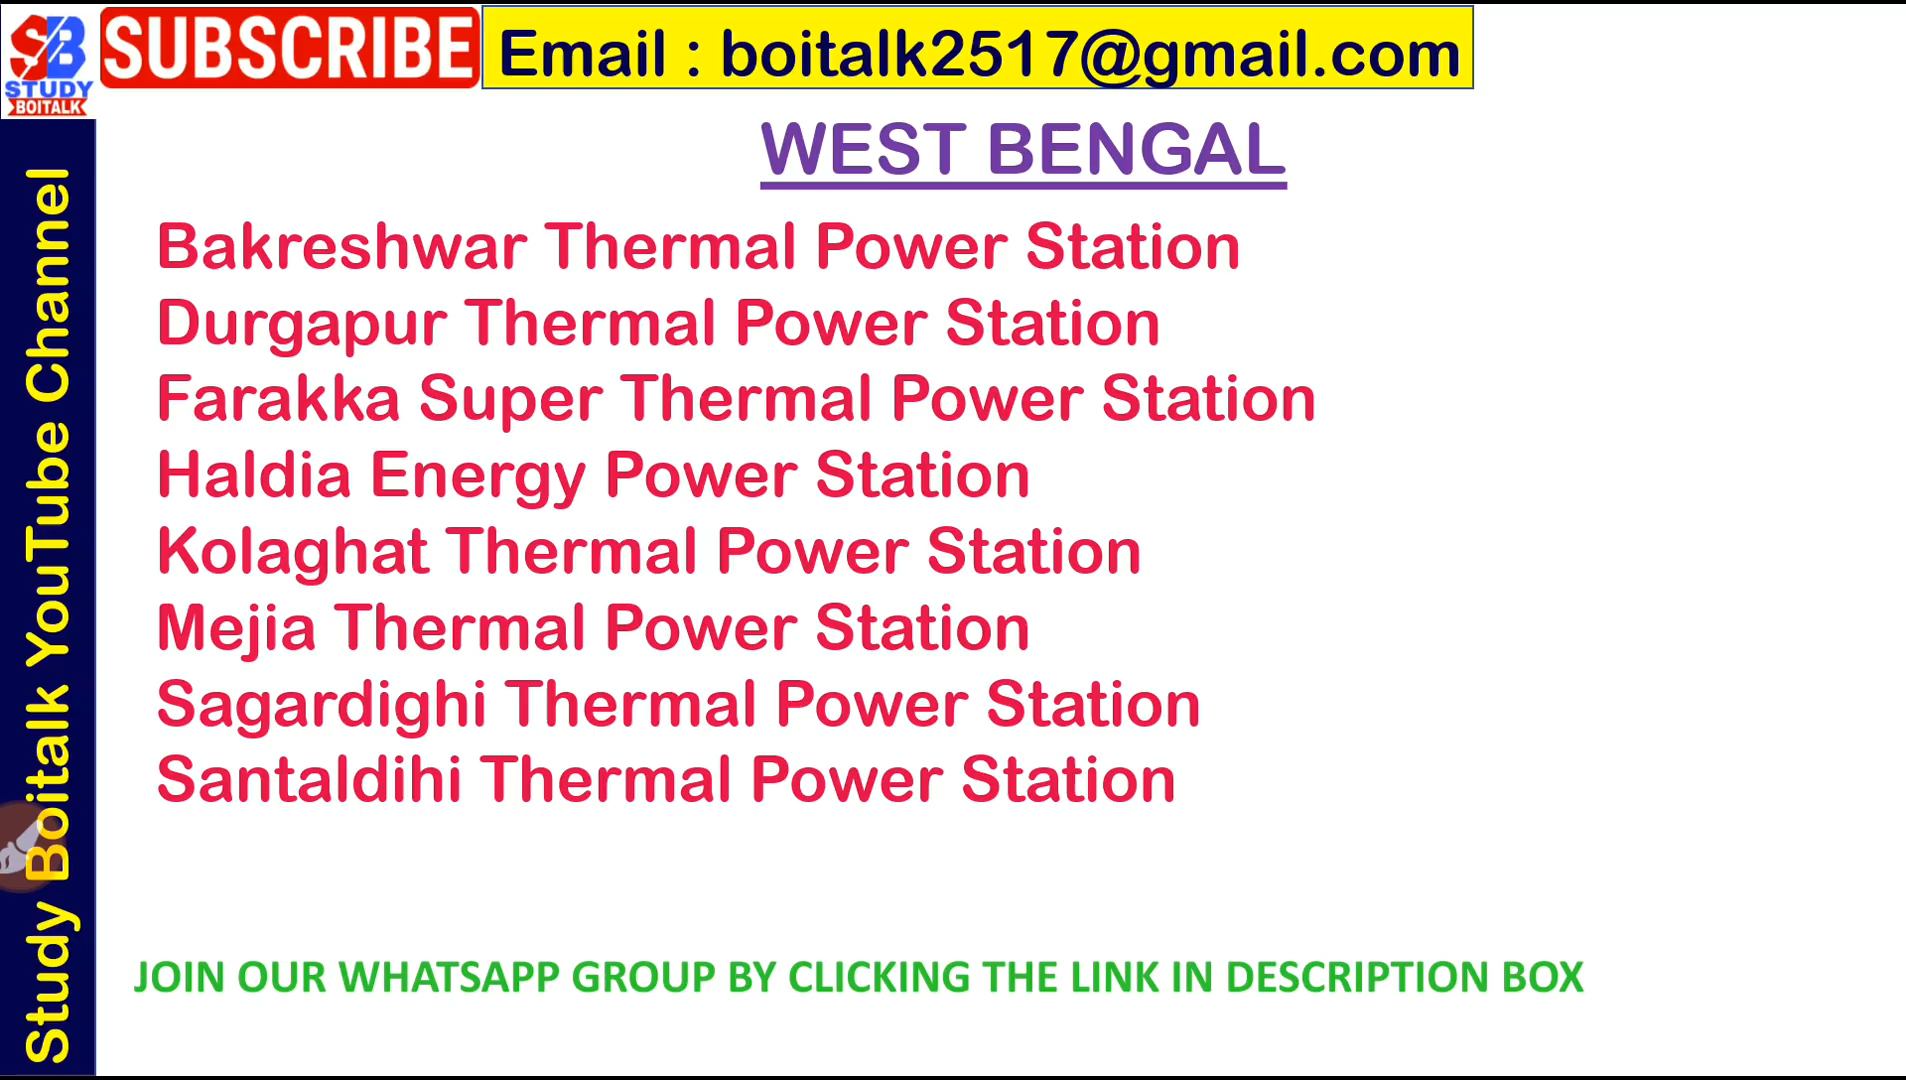 SB
STUDY
BOITALK
SUBSCRIBE
Email : boitalk2517@gmail.com
Study Boitalk YouTube Channel
WEST BENGAL
Bakreshwar Thermal Power Station
Durgapur Thermal Power Station
Farakka Super Thermal Power Station
Haldia Energy Power Station
Kolaghat Thermal Power Station
Mejia Thermal Power Station
Sagardighi Thermal Power Station
Santaldihi Thermal Power Station
JOIN OUR WHATSAPP GROUP BY CLICKING THE LINK IN DESCRIPTION BOX